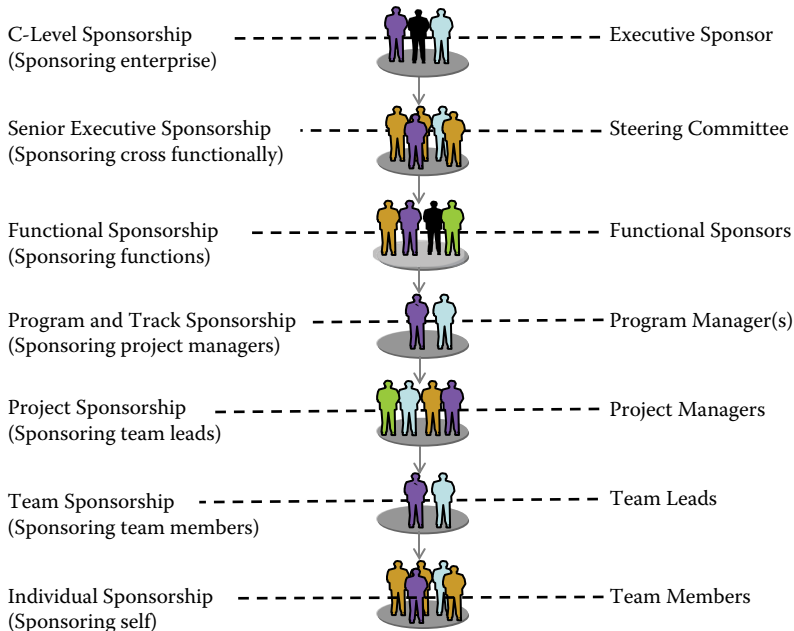 C-Level Sponsorship
(Sponsoring enterprise)
Executive Sponsor
Senior Executive Sponsorship
(Sponsoring cross functionally)
Steering Committee
Functional Sponsorship
(Sponsoring functions)
Functional Sponsors
Program and Track Sponsorship
(Sponsoring project managers)
Program Manager(s)
Project Sponsorship
(Sponsoring team leads)
Project Managers
Team Sponsorship
(Sponsoring team members)
Team Leads
Individual Sponsorship
(Sponsoring self)
Team Members